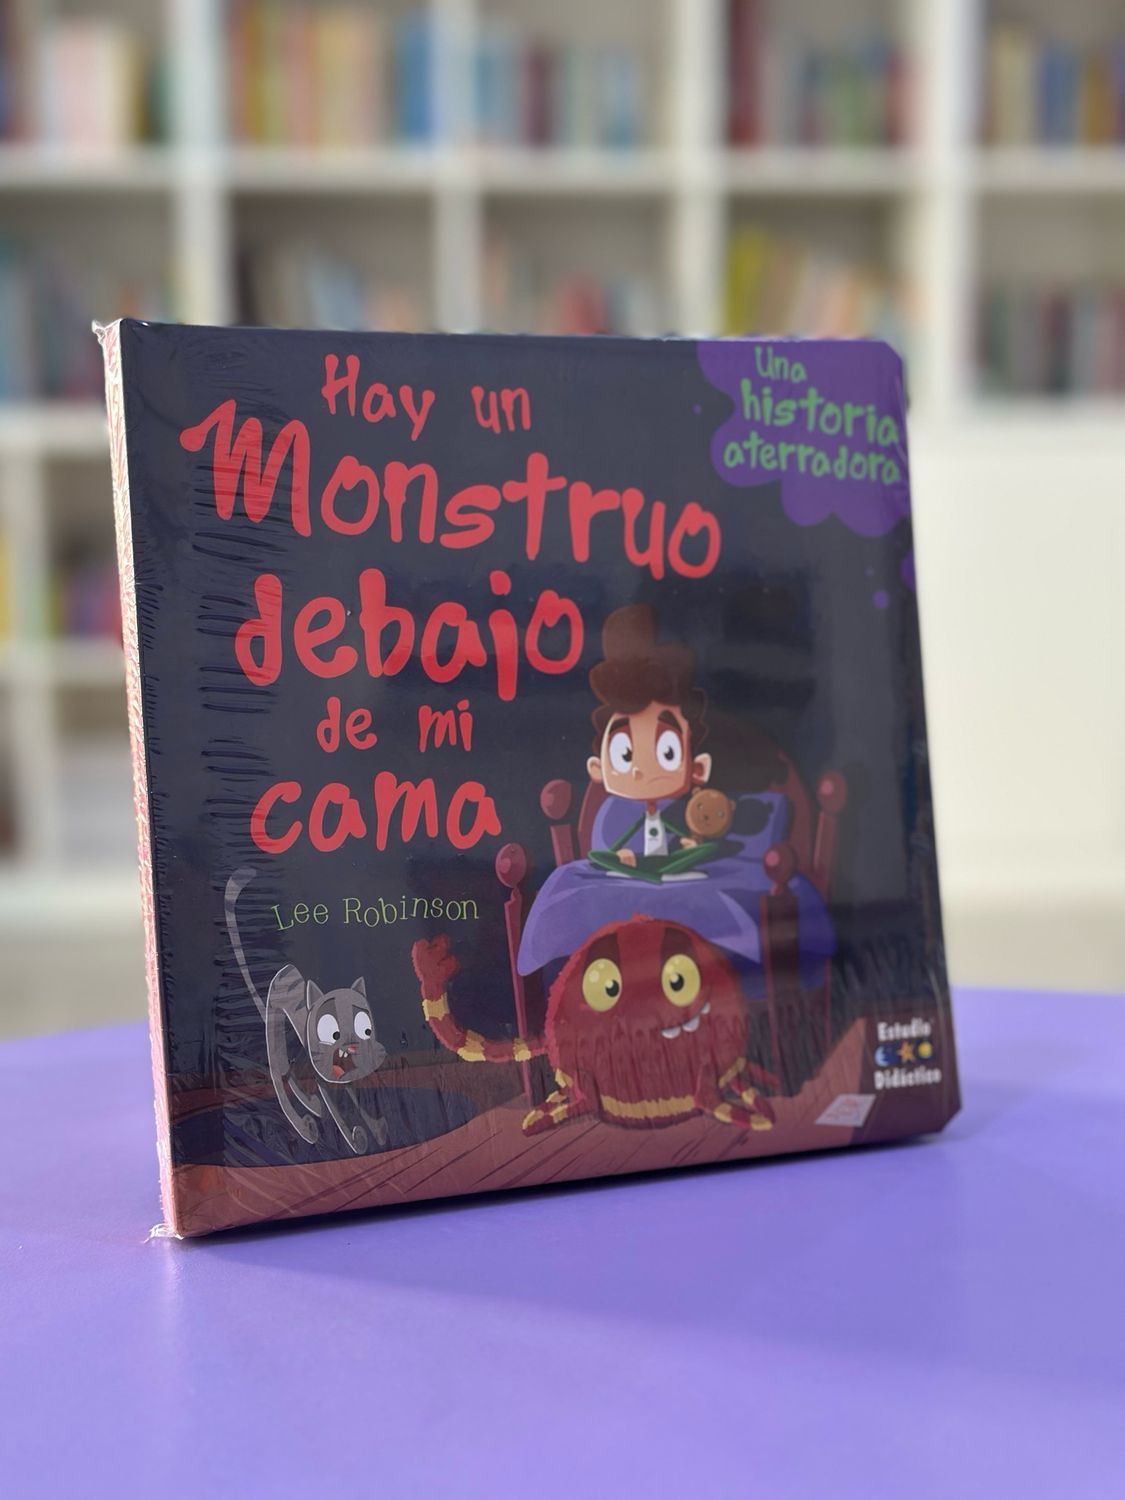 Hay un
Monstruo
debajo
de mi
cama
Lee Robinson
Una
historia
aterradora
Estudio
Didáctico